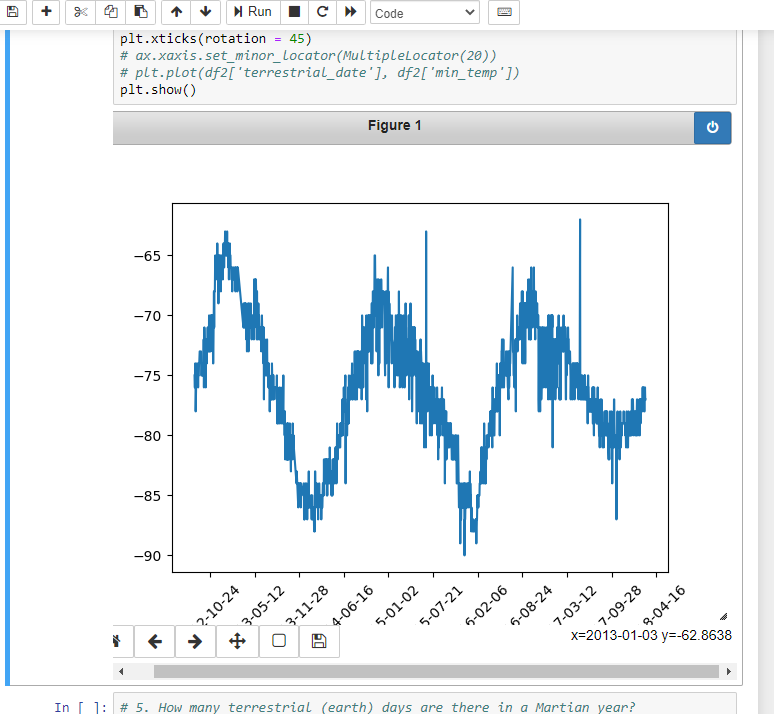 Run
Code
plt.xticks(rotation = 45)
# ax.xaxis.set_minor_locator(MultipleLocator(20))
# plt.plot(df2['terrestrial_date'], df2['min_temp'])
plt.show()
Figure 1
−65
−70
−75
−80
−85
−90
2-10-24
3-05-12
3-11-28
4-06-16
5-01-02
5-07-21
6-02-06
6-08-24
7-03-12
7-09-28
8-04-16
x=2013-01-03 y=-62.8638
In [ ]: # 5. How many terrestrial (earth) days are there in a Martian year?